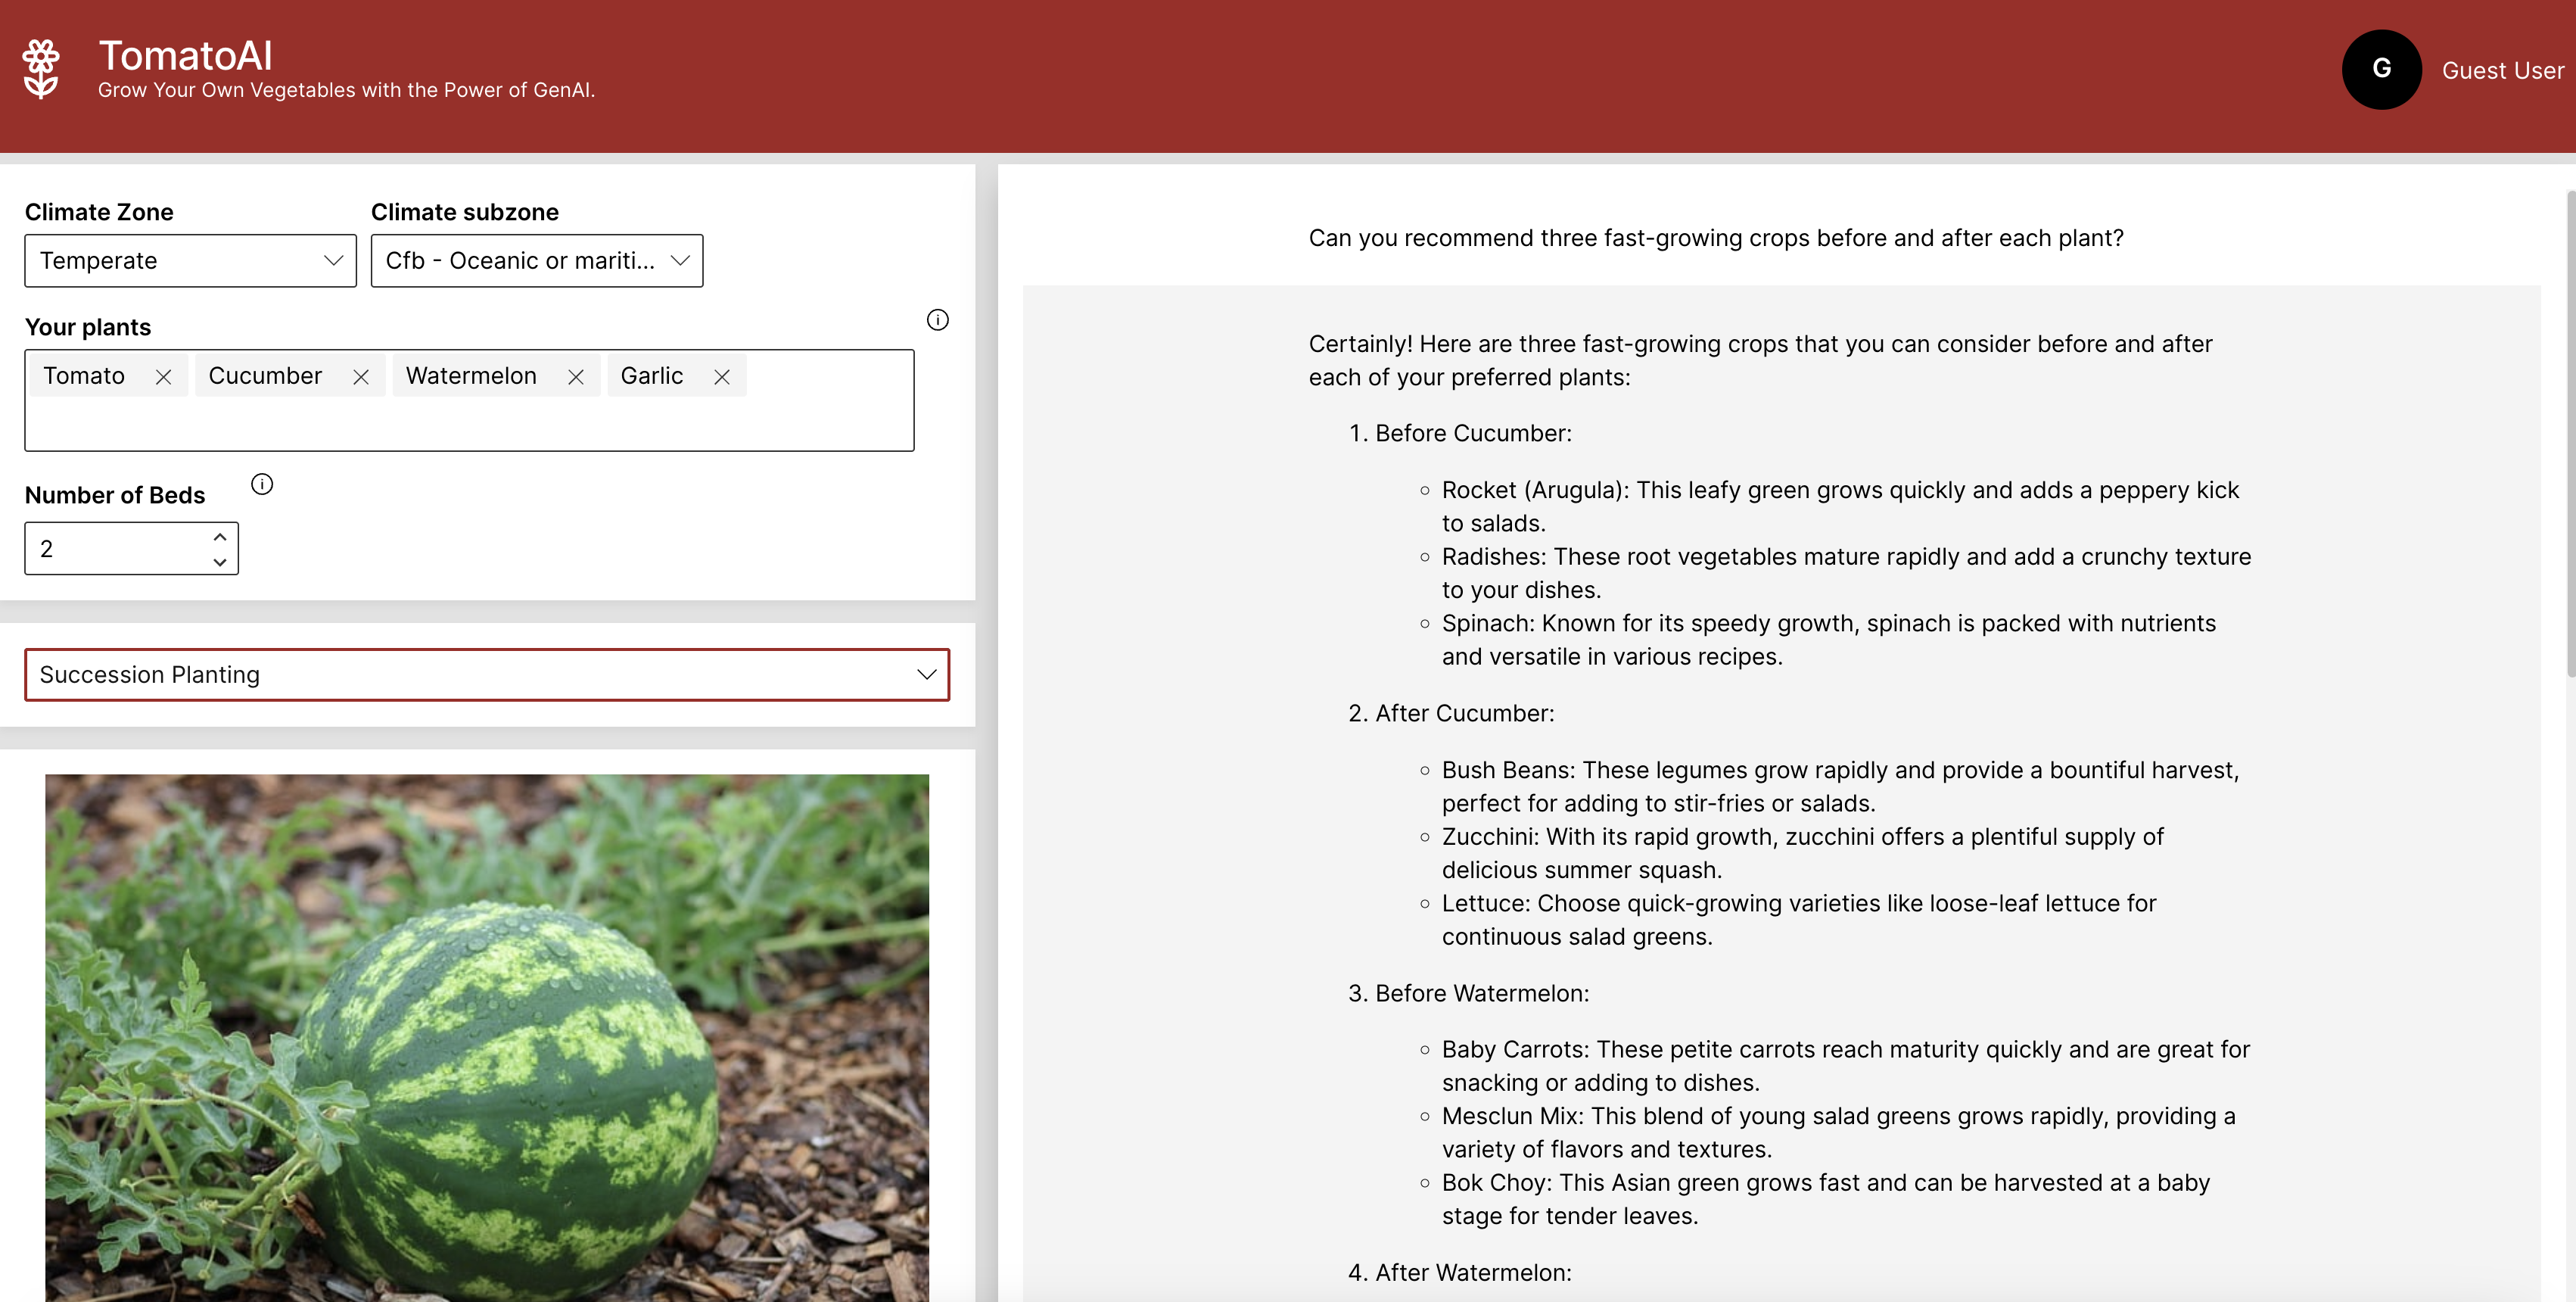 TomatoAI
Grow Your Own Vegetables with the Power of GenAI.
G
Guest User
Climate Zone
Climate subzone
Temperate
Cfb - Oceanic or mariti...
Your plants
Tomato
Cucumber
Watermelon
Garlic
Number of Beds
2
Succession Planting
Can you recommend three fast-growing crops before and after each plant?
Certainly! Here are three fast-growing crops that you can consider before and after
each of your preferred plants:
1. Before Cucumber:
Rocket (Arugula): This leafy green grows quickly and adds a peppery kick
to salads.
Radishes: These root vegetables mature rapidly and add a crunchy texture
to your dishes.
Spinach: Known for its speedy growth, spinach is packed with nutrients
and versatile in various recipes.
2. After Cucumber:
Bush Beans: These legumes grow rapidly and provide a bountiful harvest,
perfect for adding to stir-fries or salads.
Zucchini: With its rapid growth, zucchini offers a plentiful supply of
delicious summer squash.
Lettuce: Choose quick-growing varieties like loose-leaf lettuce for
continuous salad greens.
3. Before Watermelon:
Baby Carrots: These petite carrots reach maturity quickly and are great for
snacking or adding to dishes.
Mesclun Mix: This blend of young salad greens grows rapidly, providing a
variety of flavors and textures.
Bok Choy: This Asian green grows fast and can be harvested at a baby
stage for tender leaves.
4. After Watermelon: